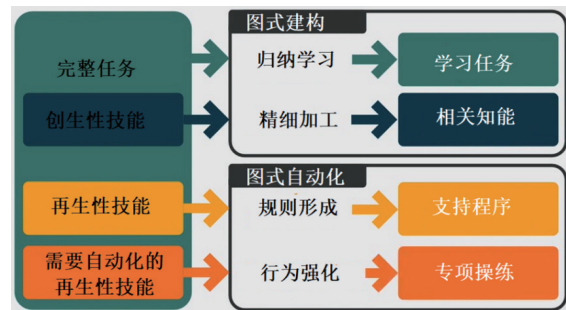 图式建构
完整任务
归纳学习
学习任务
创生性技能
精细加工
相关知能
图式自动化
再生性技能
规则形成
支持程序
需要自动化的
再生性技能
行为强化
专项操练